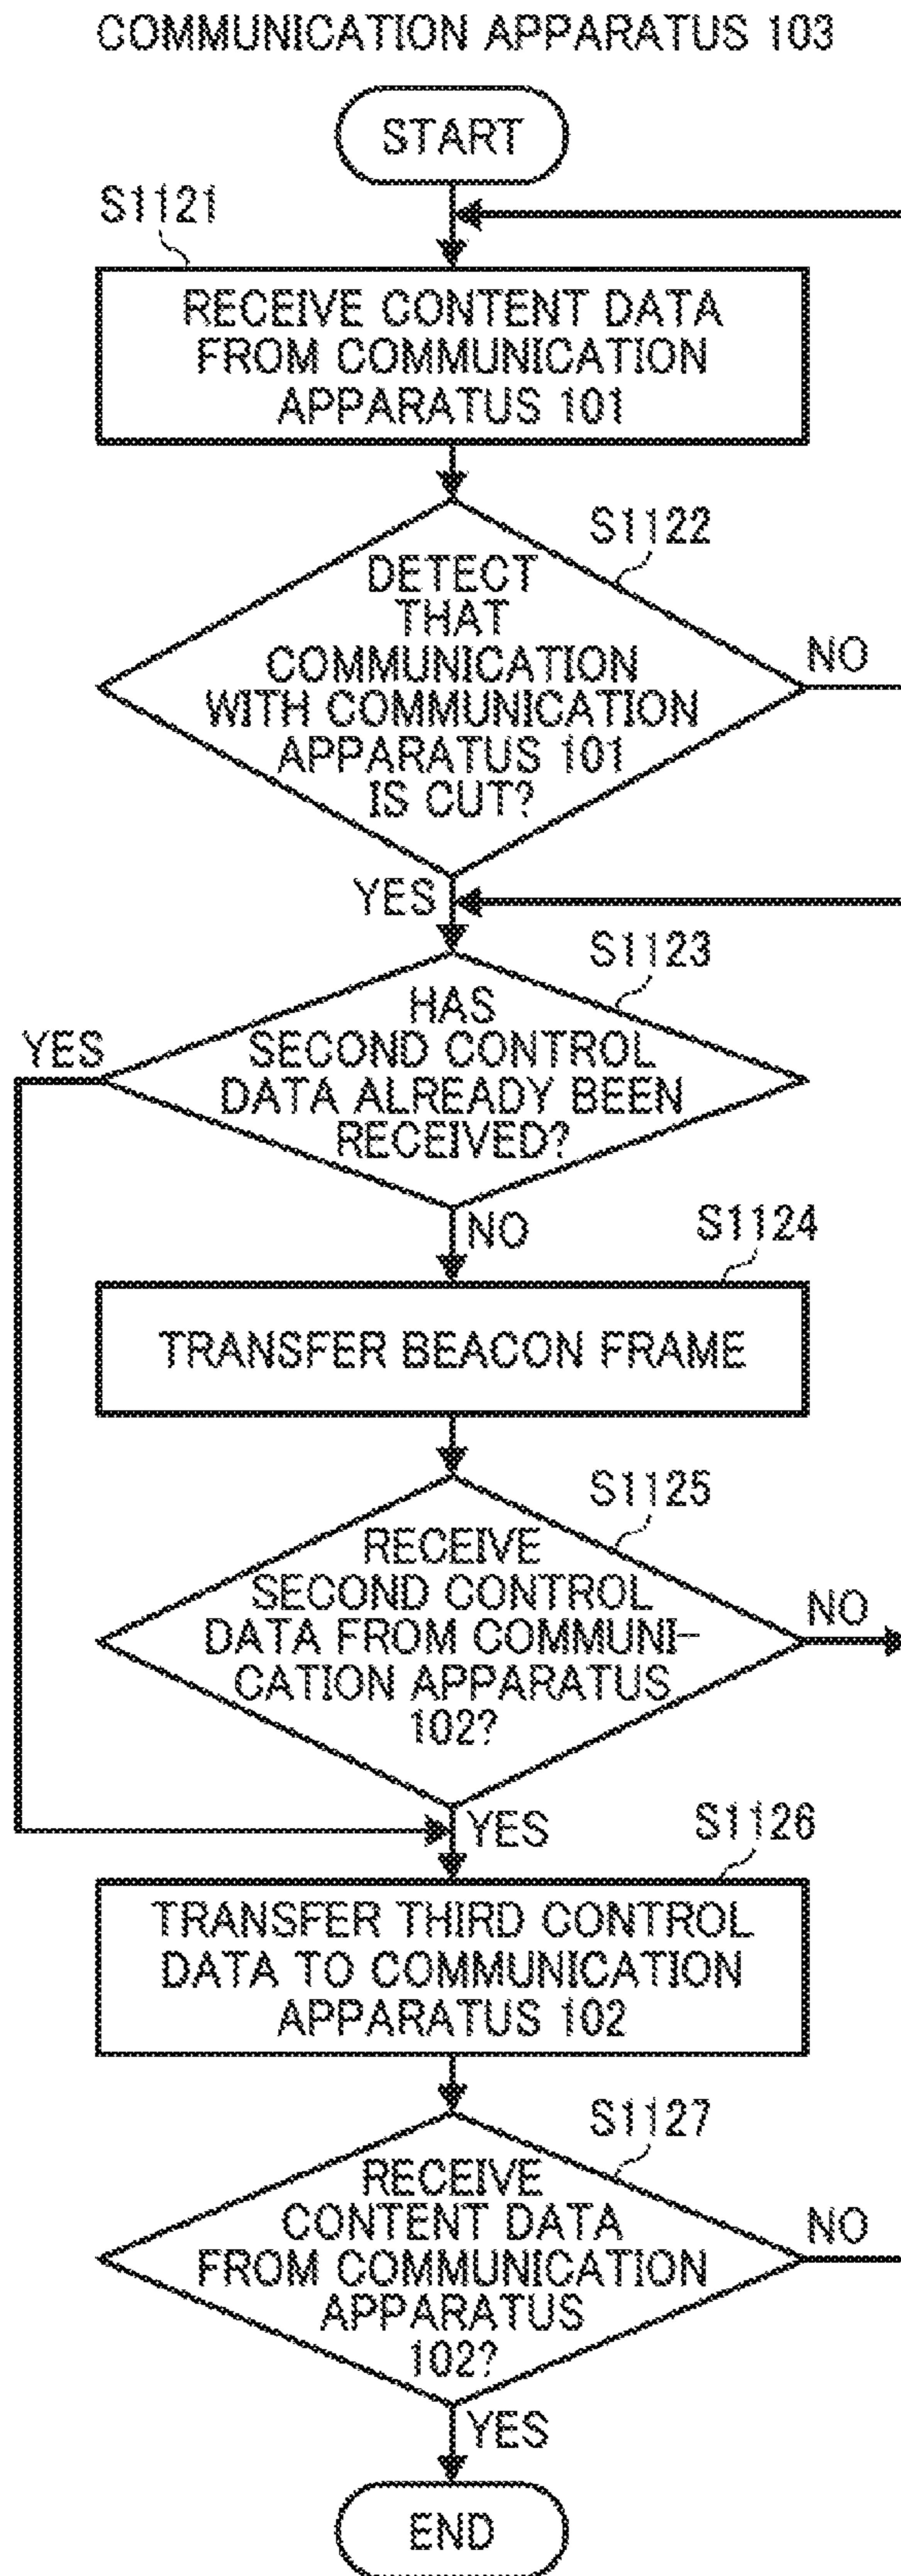 COMMUNICATION APPARATUS 103
START
S1121
RECEIVE CONTENT DATA
FROM COMMUNICATION
APPARATUS 101
S1122
DETECT
THAT
COMMUNICATION
WITH COMMUNICATION
APPARATUS 101
IS CUT?
NO
YES
S1123
HAS
SECOND CONTROL
DATA ALREADY BEEN
RECEIVED?
YES
NO
S1124
TRANSFER BEACON FRAME
S1125
RECEIVE
SECOND CONTROL
DATA FROM COMMUNI-
CATION APPARATUS
102?
NO
YES
S1126
TRANSFER THIRD CONTROL
DATA TO COMMUNICATION
APPARATUS 102
S1127
RECEIVE
CONTENT DATA
FROM COMMUNICATION
APPARATUS
102?
NO
YES
END